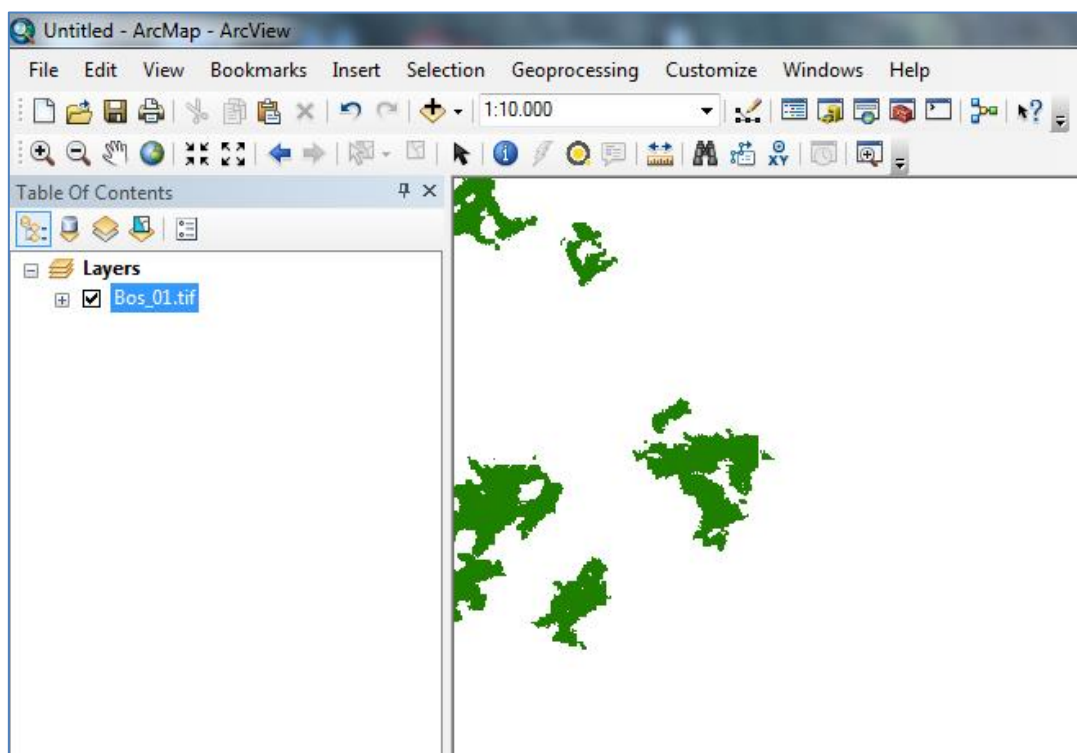 Untitled - ArcMap - ArcView
File Edit View Bookmarks Insert Selection Geoprocessing Customize Windows Help
1:10.000
XY
Table Of Contents
Layers
Bos_01.tif